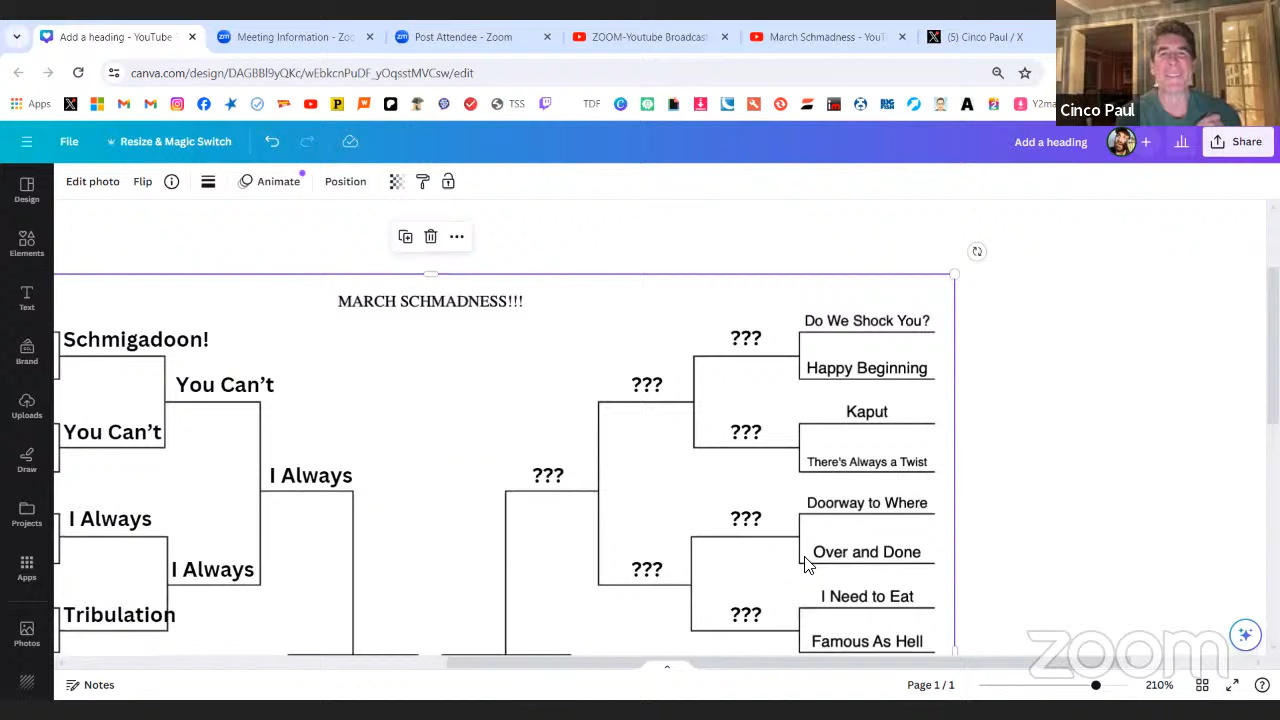 Add a heading - YouTube
Meeting Information - Zoo
Post Attendee - Zoom
ZOOM-Youtube Broadcast
March Schmadness - YouT
(5) Cinco Paul / X
canva.com/design/DAGBBl9yQKc/wEbkcnPuDF_yOqsstMVCsw/edit
Apps
TSS
TDF
Y2ma
Cinco Paul
File
Resize & Magic Switch
Add a heading
Share
Edit photo
Flip
Animate
Position
Design
Elements
Text
Brand
Uploads
Draw
Projects
Apps
Photos
MARCH SCHMADNESS!!!
Schmigadoon!
You Can't
You Can't
I Always
I Always
I Always
Tribulation
???
???
???
???
???
???
???
Do We Shock You?
Happy Beginning
Kaput
There's Always a Twist
Doorway to Where
Over and Done
I Need to Eat
Famous As Hell
zoom
Notes
Page 1 / 1
210%